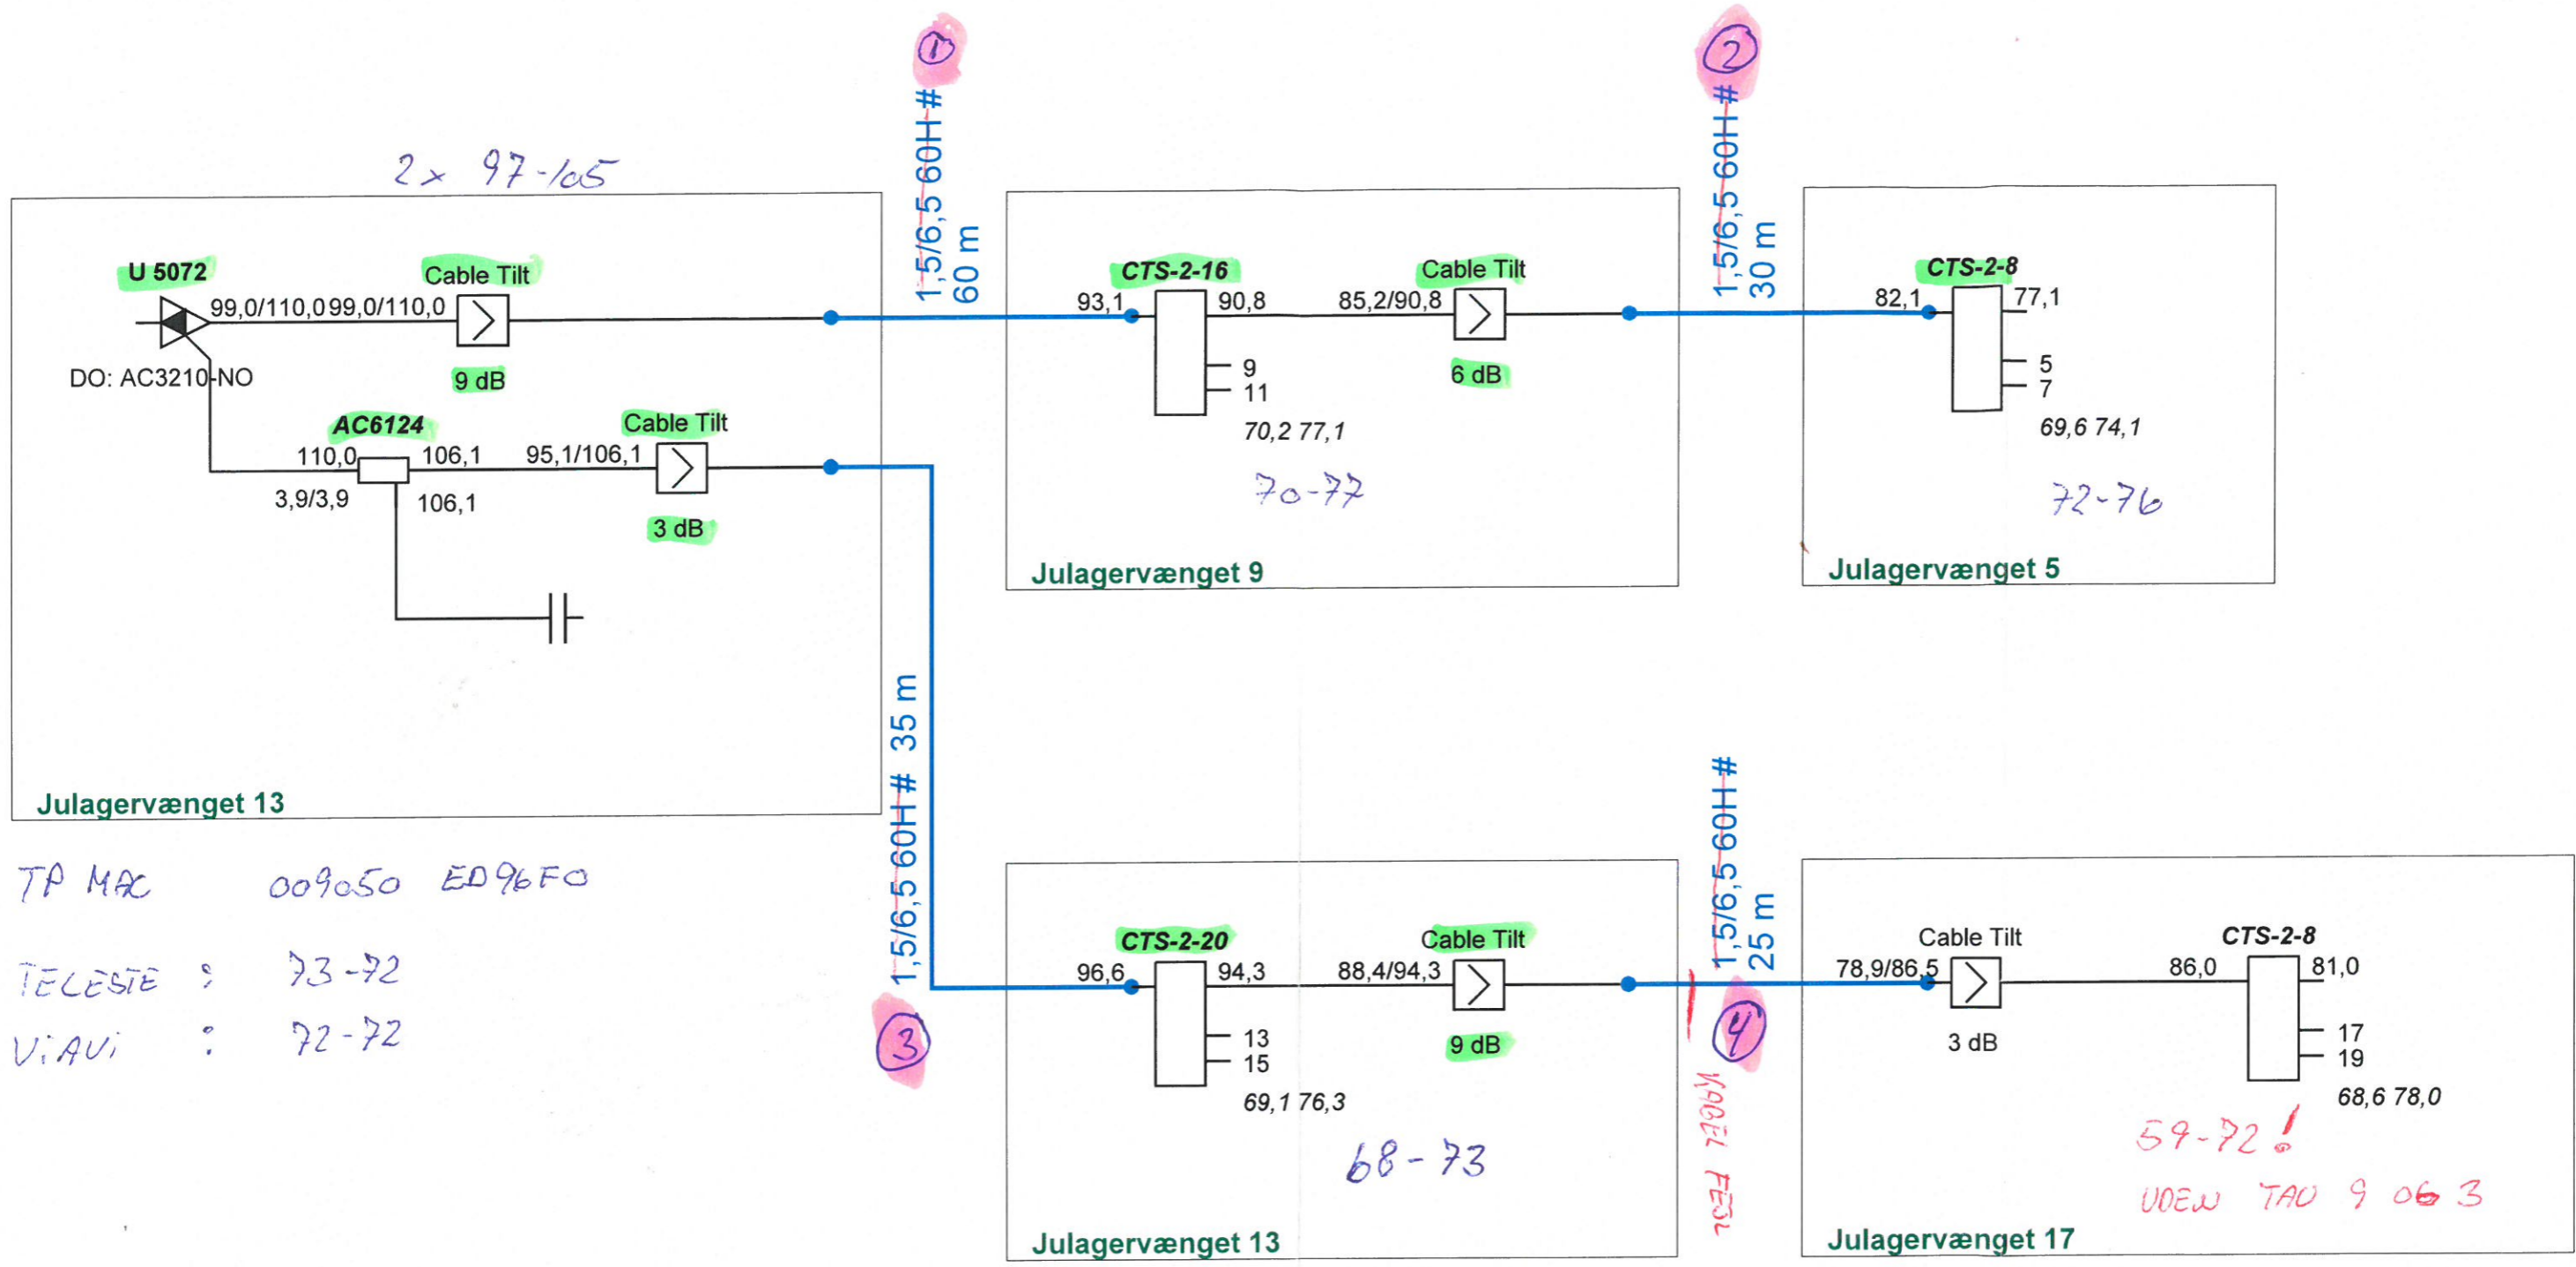 2x 97-105
U 5072
99,0/110,0 99,0/110,0
Cable Tilt
9 dB
DO: AC3210-NO
AC6124
110,0
106,1
3,9/3,9
106,1
95,1/106,1
Cable Tilt
3 dB
Julagervænget 13
1
1,5/6,5 60H #
60 m
93,1
CTS-2-16
90,8
9
11
70,2 77,1
70-77
85,2/90,8
Cable Tilt
6 dB
Julagervænget 9
2
1,5/6,5 60H #
30 m
82,1
CTS-2-8
77,1
5
7
69,6 74,1
72-76
Julagervænget 5
TP MAC 009050 ED96F0
TELESTE : 73-72
ViAVi : 72-72
1,5/6,5 60H # 35 m
3
96,6
CTS-2-20
94,3
13
15
69,1 76,3
68-73
88,4/94,3
Cable Tilt
9 dB
Julagervænget 13
1,5/6,5 60H #
25 m
4
KABEL FEJL
78,9/86,5
Cable Tilt
3 dB
86,0
CTS-2-8
81,0
17
19
68,6 78,0
59-72!
UDEN TAU 9 OG 3
Julagervænget 17